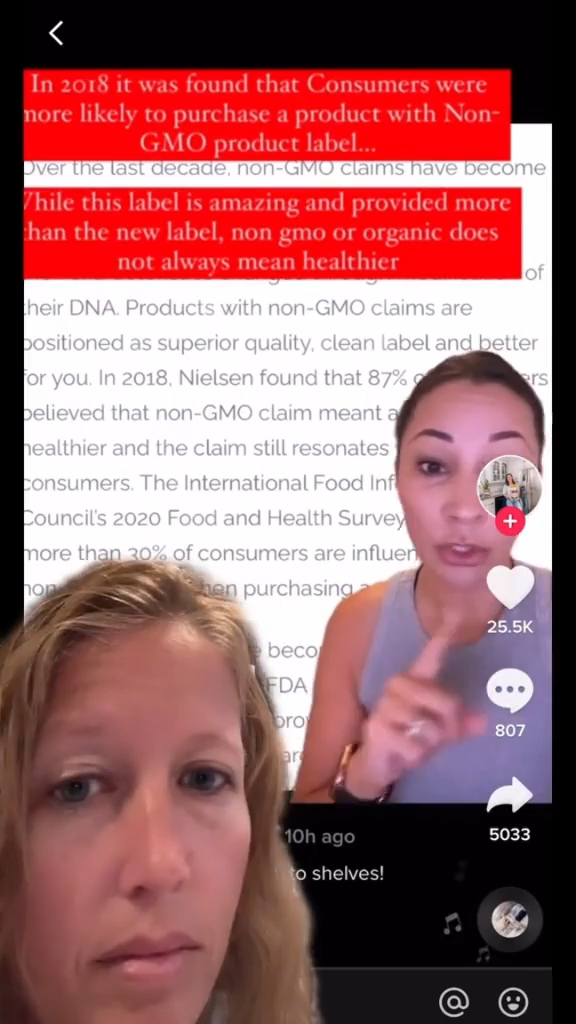 In 2018 it was found that Consumers were
more likely to purchase a product with Non-
GMO product label...
Over the last decade, non-GMO claims have become
While this label is amazing and provided more
than the new label, non gmo or organic does
not always mean healthier
of
their DNA. Products with non-GMO claims are
positioned as superior quality, clean label and better
for you. In 2018, Nielsen found that 87%
believed that non-GMO claim meant a
healthier and the claim still resonates
consumers. The International Food
Council's 2020 Food and Health Survey
more than 30% of consumers are
purchasing
FDA
25.5K
807
5033
10h ago
to shelves!